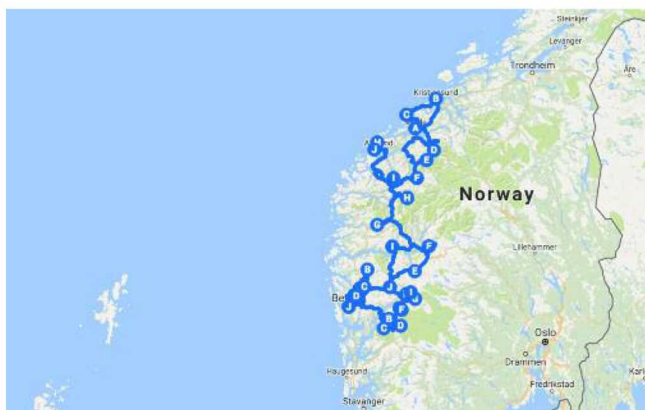 Steinkjer
Levanger
Trondheim
Åre
Kristiansund
B
C
A
D
J
E
I
F
H
Norway
G
I
F
Lillehammer
E
B
C
J
D
I
J
F
B
C
D
Oslo
Drammen
Haugesund
Fredrikstad
Stavanger